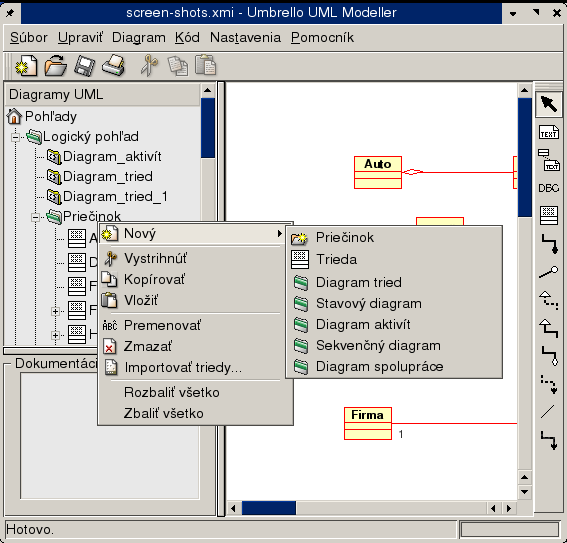 screen-shots.xmi - Umbrello UML Modeller
Súbor Upraviť Diagram Kód Nastavenia Pomocník
Diagramy UML
Pohľady
Logický pohľad
Diagram_aktivít
Diagram_tried
Diagram_tried_1
Priečinok
A
D
F
F
H
Nový
Vystrihnúť
Kopírovať
Vložiť
ABC Premenovať
Zmazať
Importovať triedy...
Rozbaliť všetko
Zbaliť všetko
Priečinok
Trieda
Diagram tried
Stavový diagram
Diagram aktivít
Sekvenčný diagram
Diagram spolupráce
Dokumentáci
Auto
Firma
1
TEXT
TEXT
DBC
Hotovo.